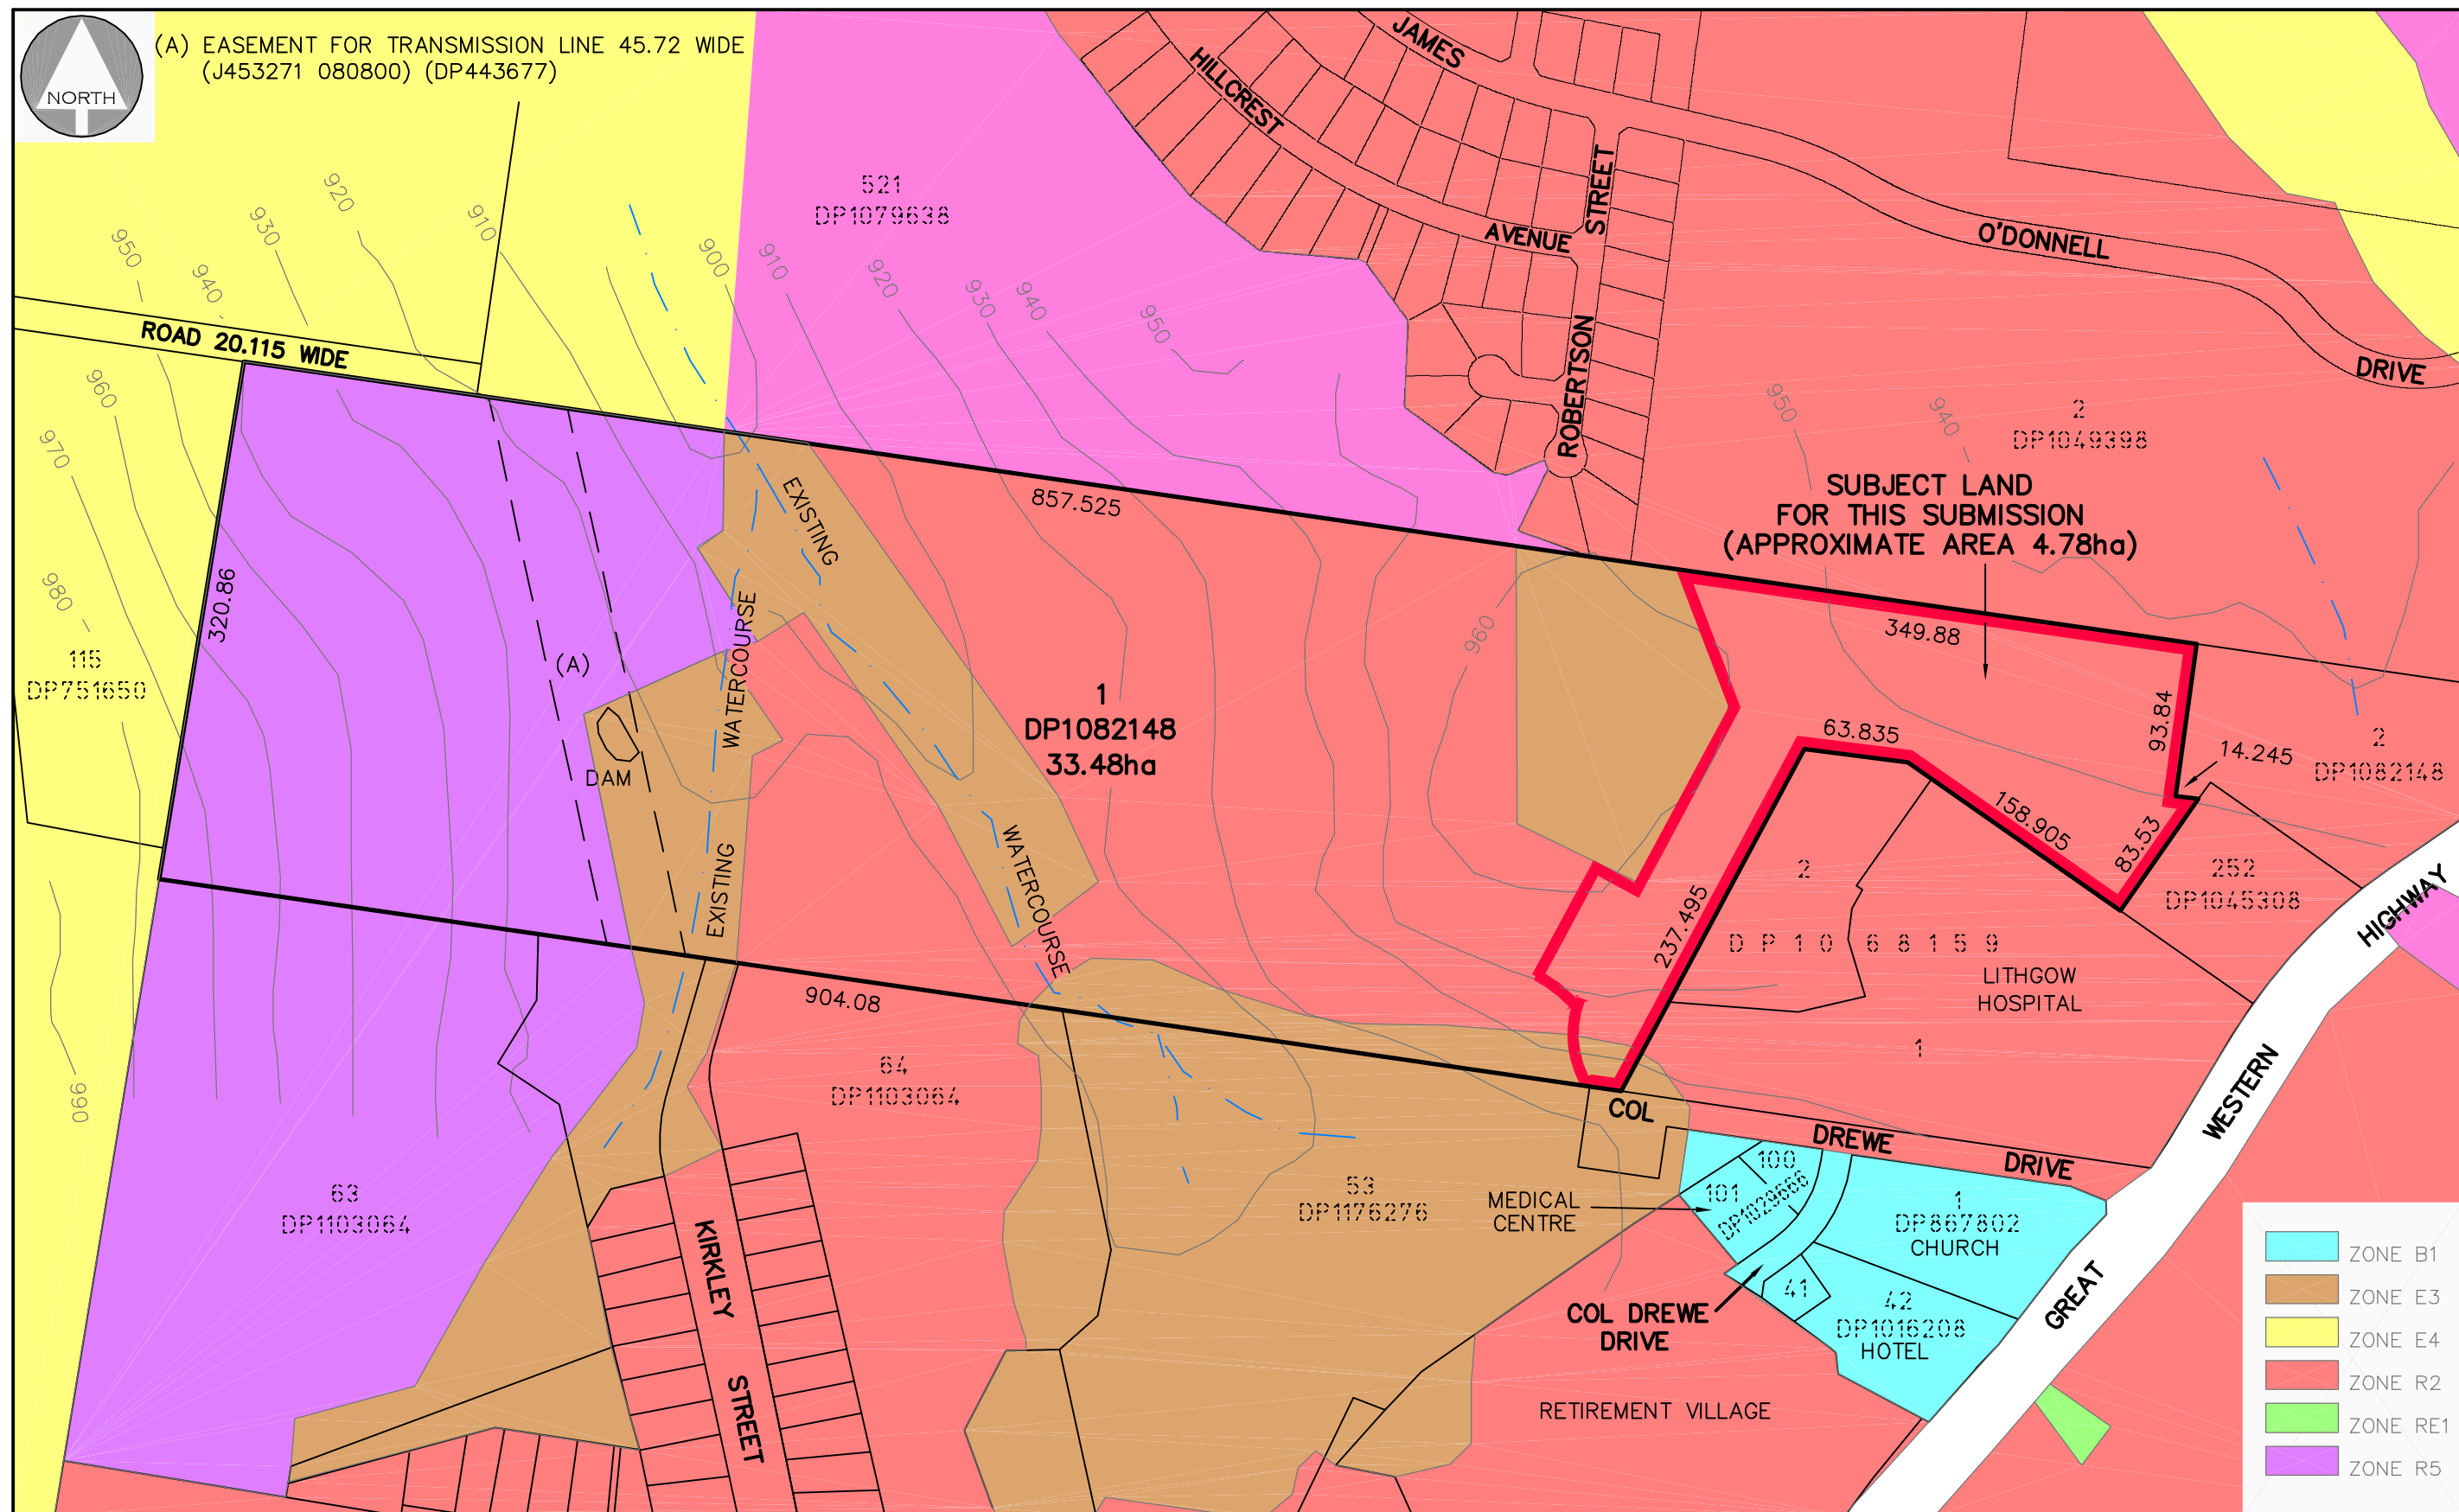 NORTH
(A) EASEMENT FOR TRANSMISSION LINE 45.72 WIDE
(J453271 080800) (DP443677)
JAMES
HILLCREST
STREET
AVENUE
ROBERTSON
O'DONNELL
DRIVE
521
DP1079638
920
930
950
940
910
900
910
920
930
940
950
950
940
960
970
980
990
960
ROAD 20.115 WIDE
2
DP1049398
SUBJECT LAND
FOR THIS SUBMISSION
(APPROXIMATE AREA 4.78ha)
857.525
349.88
320.86
EXISTING
WATERCOURSE
(A)
115
DP751650
DAM
1
DP1082148
33.48ha
63.835
93.84
14.245
2
DP1082148
158.905
83.53
252
DP1045308
237.495
2
DP1068159
LITHGOW
HOSPITAL
1
HIGHWAY
WESTERN
GREAT
EXISTING
WATERCOURSE
904.08
64
DP1103064
63
DP1103064
KIRKLEY
STREET
53
DP1176276
COL
DREWE
DRIVE
MEDICAL
CENTRE
100
101
DP1029666
1
DP867802
CHURCH
41
42
DP1016208
HOTEL
COL DREWE
DRIVE
RETIREMENT VILLAGE
ZONE B1
ZONE E3
ZONE E4
ZONE R2
ZONE RE1
ZONE R5